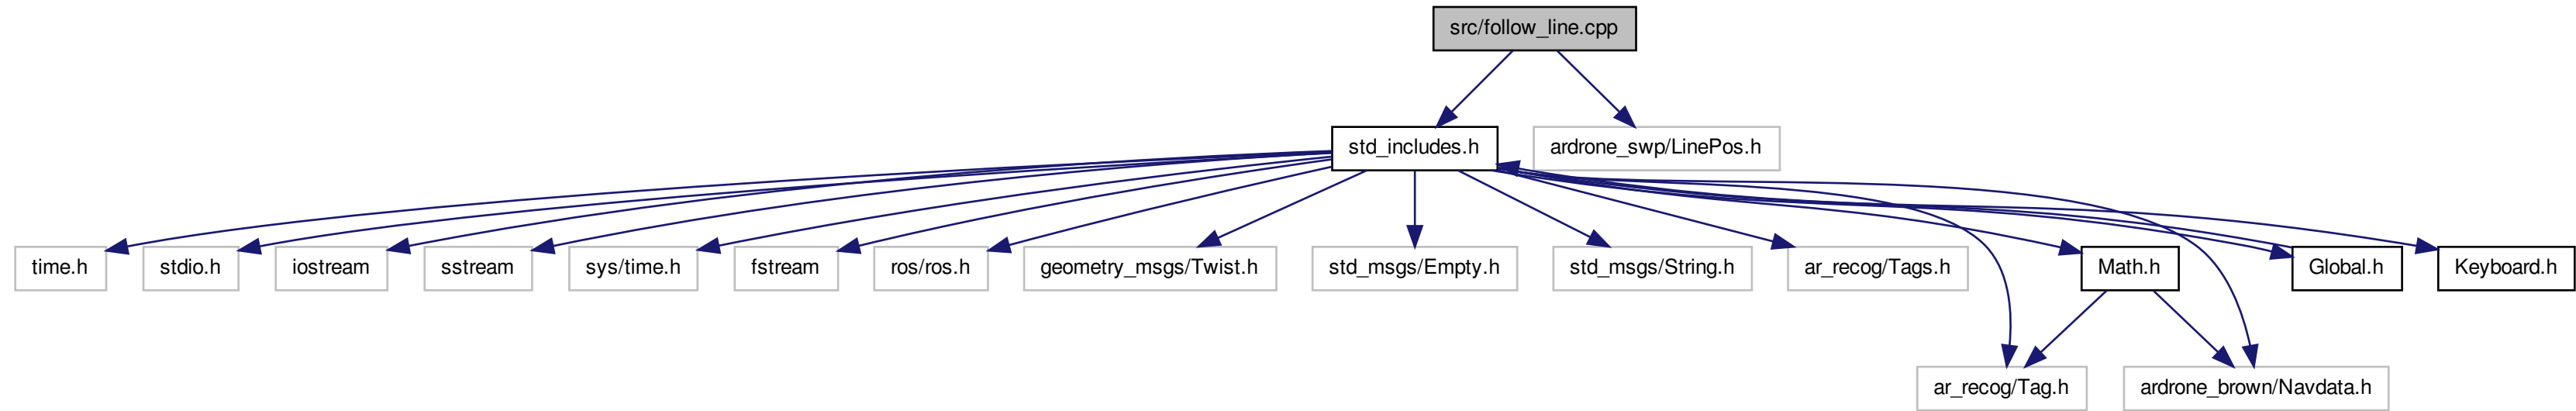 src/follow_line.cpp
std_includes.h
ardrone_swp/LinePos.h
time.h
stdio.h
iostream
sstream
sys/time.h
fstream
ros/ros.h
geometry_msgs/Twist.h
std_msgs/Empty.h
std_msgs/String.h
ar_recog/Tags.h
Math.h
Global.h
Keyboard.h
ar_recog/Tag.h
ardrone_brown/Navdata.h